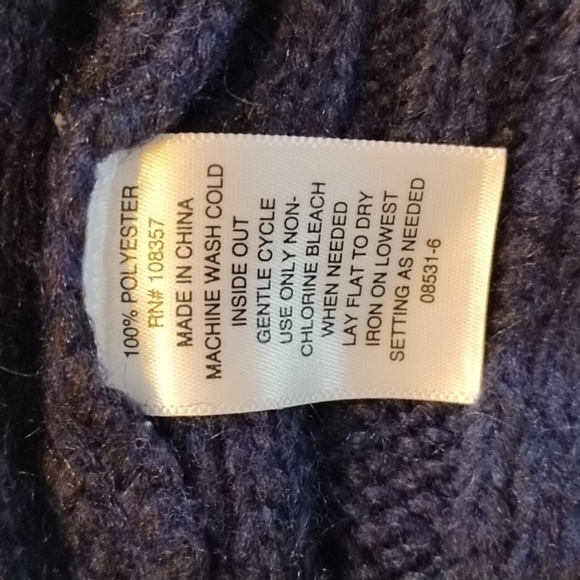 100% POLYESTER
RN# 108357
MADE IN CHINA
MACHINE WASH COLD
INSIDE OUT
GENTLE CYCLE
USE ONLY NON-
CHLORINE BLEACH
WHEN NEEDED
LAY FLAT TO DRY
IRON ON LOWEST
SETTING AS NEEDED
08531-6